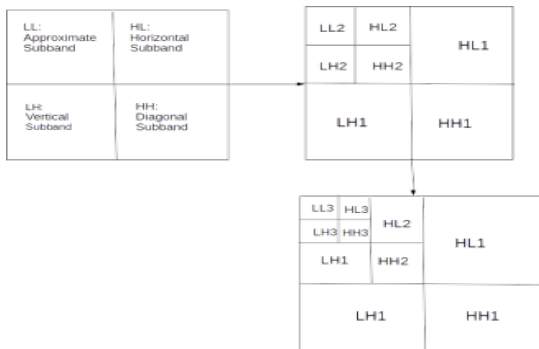 LL:
Approximate
Subband
HL:
Horizontal
Subband
LH:
Vertical
Subband
HH:
Diagonal
Subband
LL2
HL2
HL1
LH2
HH2
LH1
HH1
LL3
HL3
HL2
HL1
LH3
HH3
LH1
HH2
LH1
HH1